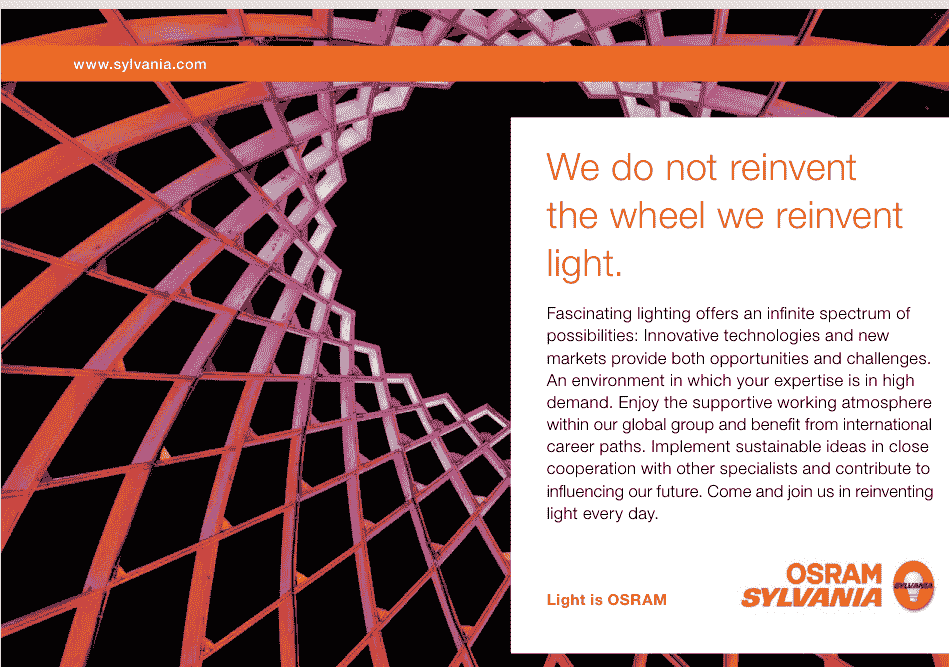 www.sylvania.com
We do not reinvent
the wheel we reinvent
light.
Fascinating lighting offers an infinite spectrum of
possibilities: Innovative technologies and new
markets provide both opportunities and challenges.
An environment in which your expertise is in high
demand. Enjoy the supportive working atmosphere
within our global group and benefit from international
career paths. Implement sustainable ideas in close
cooperation with other specialists and contribute to
influencing our future. Come and join us in reinventing
light every day.
Light is OSRAM
OSRAM
SYLVANIA
SYLVANIA